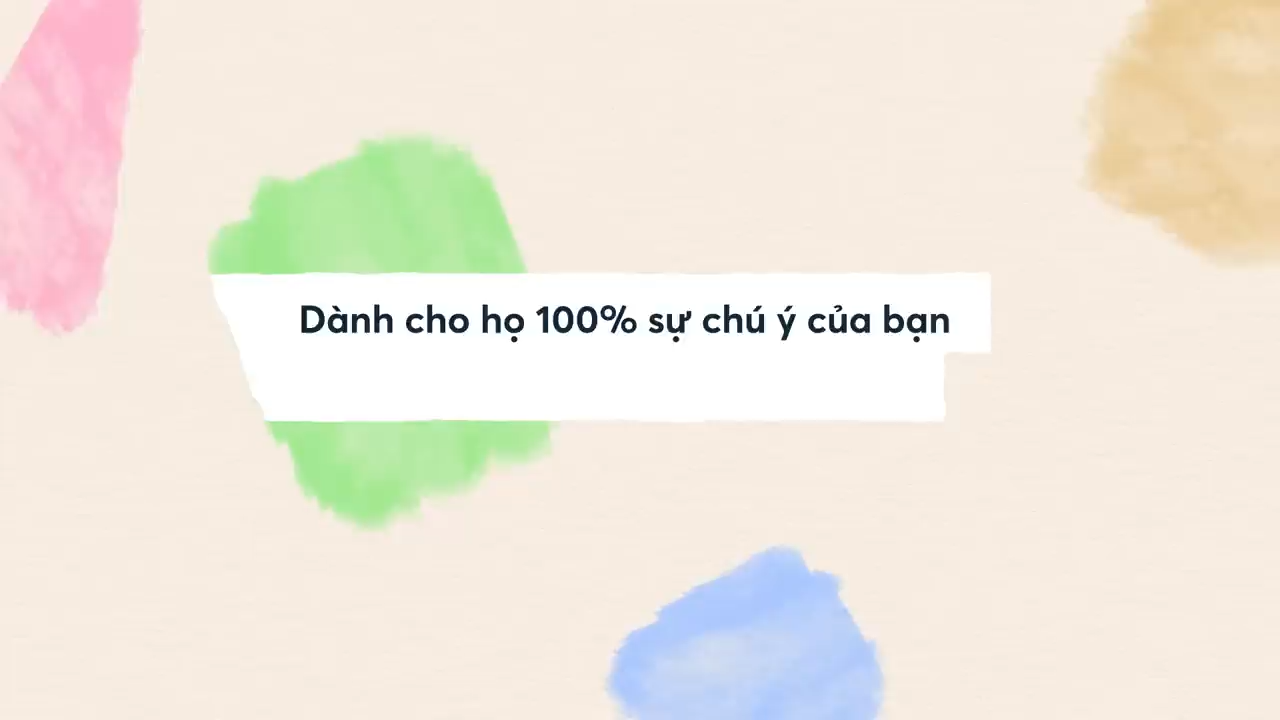 Dành cho họ 100% sự chú ý của bạn